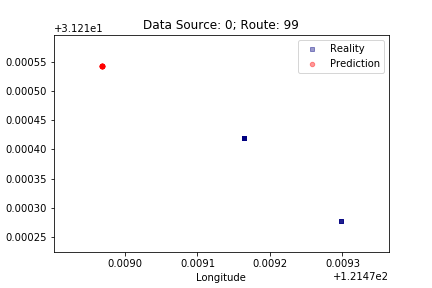 Data Source: 0; Route: 99
+3.121e1
Reality
Prediction
0.00055
0.00050
0.00045
0.00040
0.00035
0.00030
0.00025
0.0090 0.0091 0.0092 0.0093
Longitude
+1.2147e2